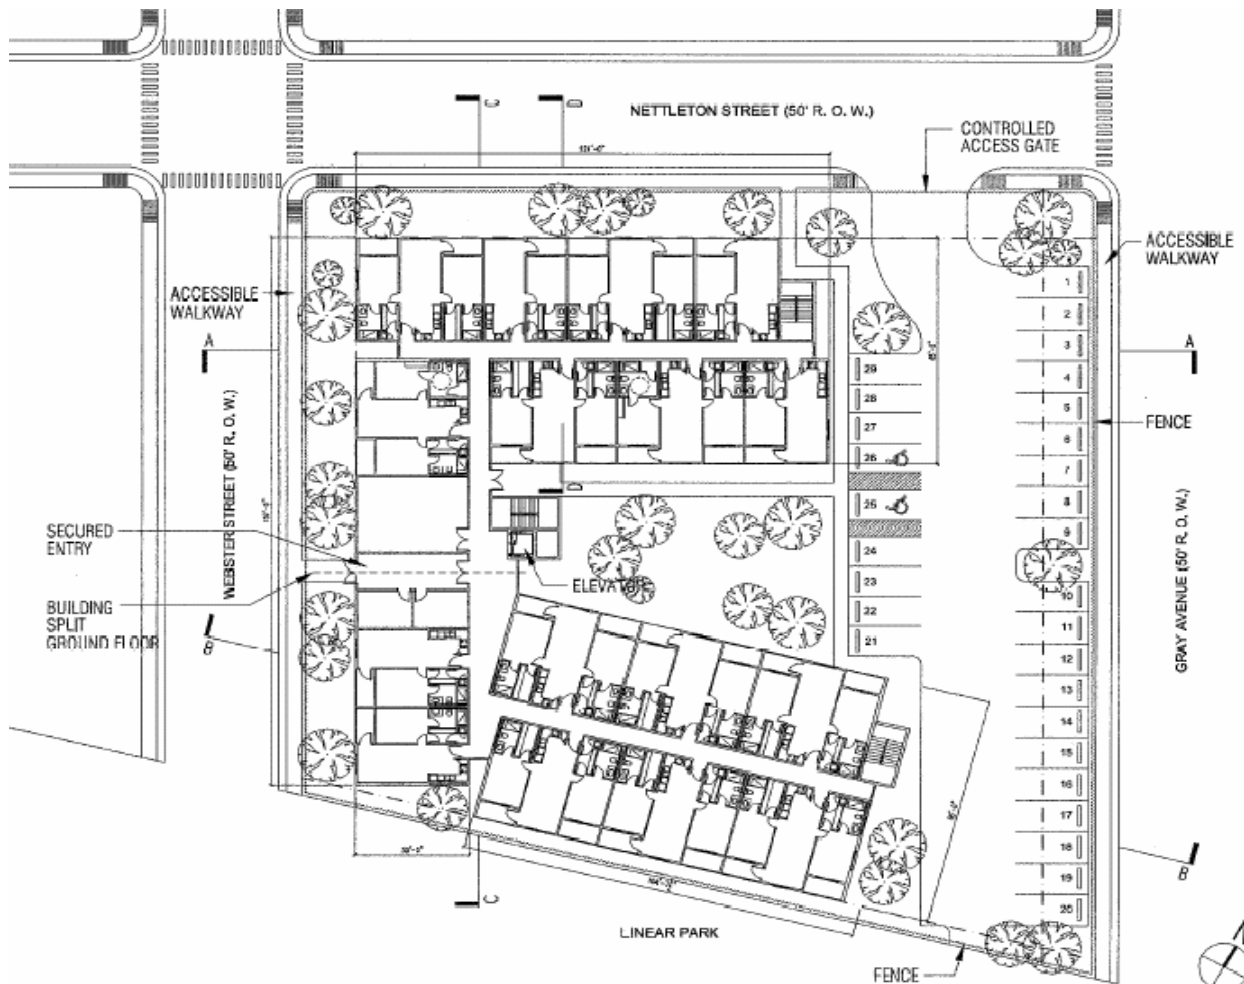 NETTLETON STREET (50' R. O. W.)
CONTROLLED
ACCESS GATE
ACCESSIBLE
WALKWAY
ACCESSIBLE
WALKWAY
A
A
1
2
3
4
5
6
7
8
9
10
11
12
13
14
15
16
17
18
19
20
29
28
27
26
25
24
23
22
21
FENCE
WEBSTER STREET (50' R. O. W.)
GRAY AVENUE (50' R. O. W.)
SECURED
ENTRY
BUILDING
SPLIT
GROUND FLOOR
ELEVATOR
B
B
C
C
D
D
LINEAR PARK
FENCE